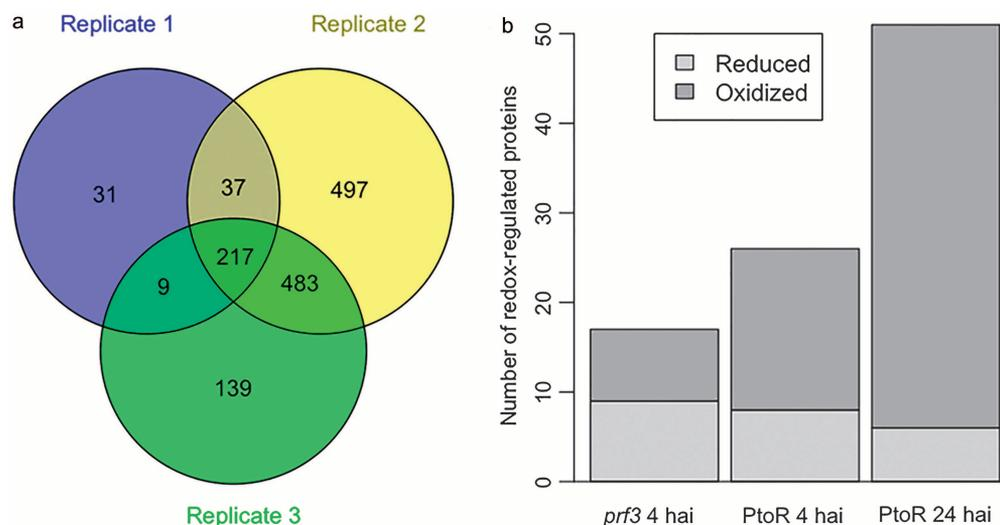 a
Replicate 1
Replicate 2
31
37
497
217
9
483
139
Replicate 3
b
Number of redox-regulated proteins
50
40
30
20
10
0
Reduced
Oxidized
prf3 4 hai
PtoR 4 hai
PtoR 24 hai